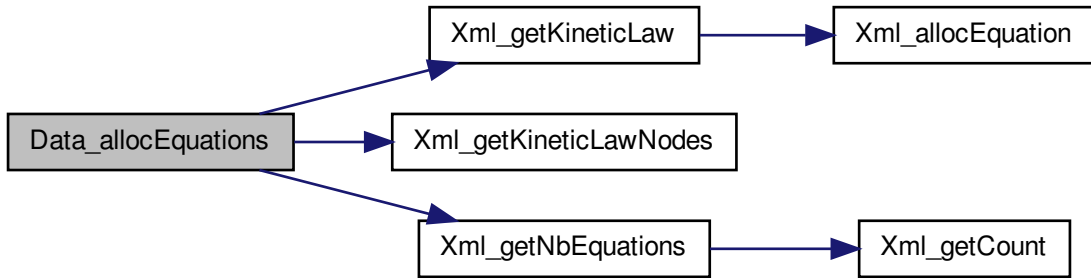 Xml_getKineticLaw
Xml_allocEquation
Data_allocEquations
Xml_getKineticLawNodes
Xml_getNbEquations
Xml_getCount